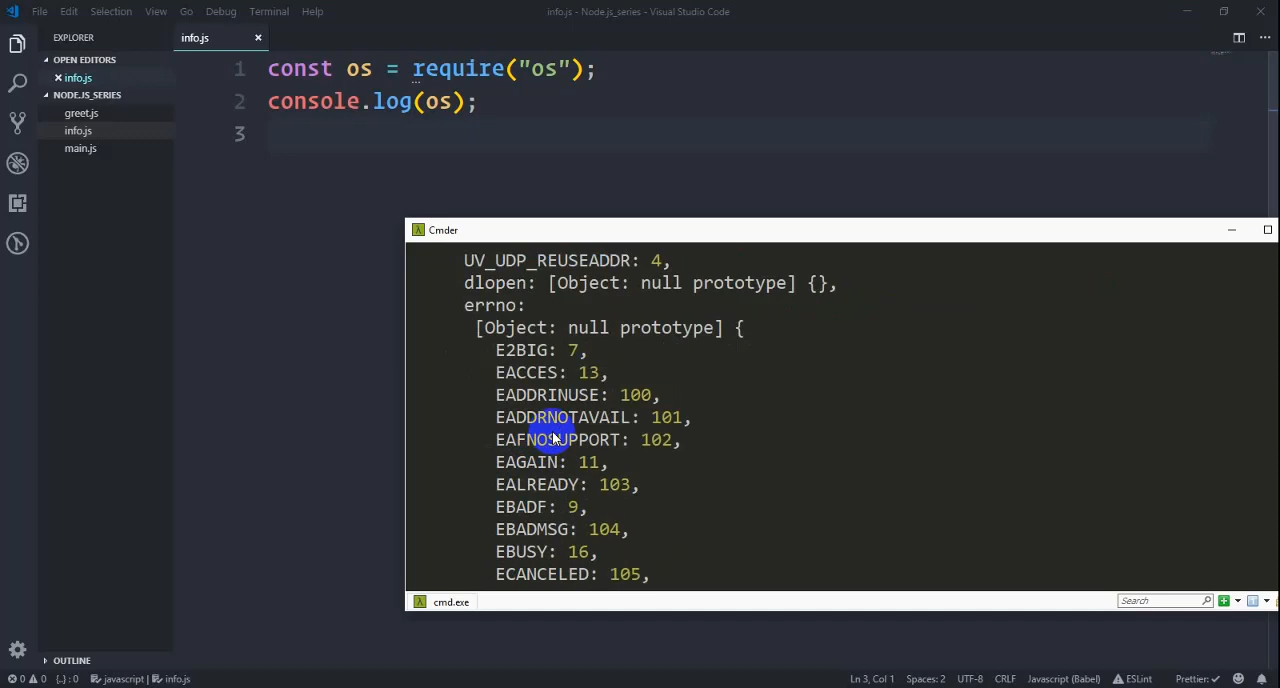 File Edit Selection View Go Debug Terminal Help
info.js - Node.js_series - Visual Studio Code
EXPLORER
OPEN EDITORS
info.js
NODE.JS_SERIES
greet.js
info.js
main.js
OUTLINE
info.js
1 const os = require("os");
2 console.log(os);
3
Cmder
UV_UDP_REUSEADDR: 4,
dlopen: [Object: null prototype] {},
errno:
[Object: null prototype] {
E2BIG: 7,
EACCES: 13,
EADDRINUSE: 100,
EADDRNOTAVAIL: 101,
EAFNOSUPPORT: 102,
EAGAIN: 11,
EALREADY: 103,
EBADF: 9,
EBADMSG: 104,
EBUSY: 16,
ECANCELED: 105,
cmd.exe
Search
0 0 {..} : 0 javascript | info.js
Ln 3, Col 1 Spaces: 2 UTF-8 CRLF Javascript (Babel) ESLint Prettier: ✓